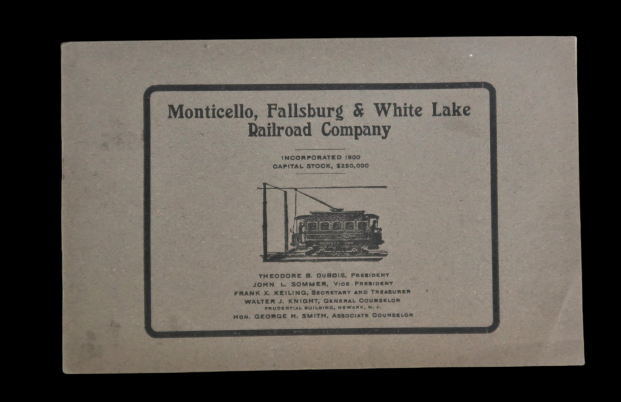 Monticello, Fallsburg & White Lake
Railroad Company
INCORPORATED 1900
CAPITAL STOCK, $250,000
THEODORE B. DUBOIS, PRESIDENT
JOHN L. SOMMER, VICE PRESIDENT
FRANK X. KEILING, SECRETARY AND TREASURER
WALTER J. KNIGHT, GENERAL COUNSELOR
PRUDENTIAL BUILDING, NEWARK, N. J.
HON. GEORGE H. SMITH, ASSOCIATE COUNSELOR